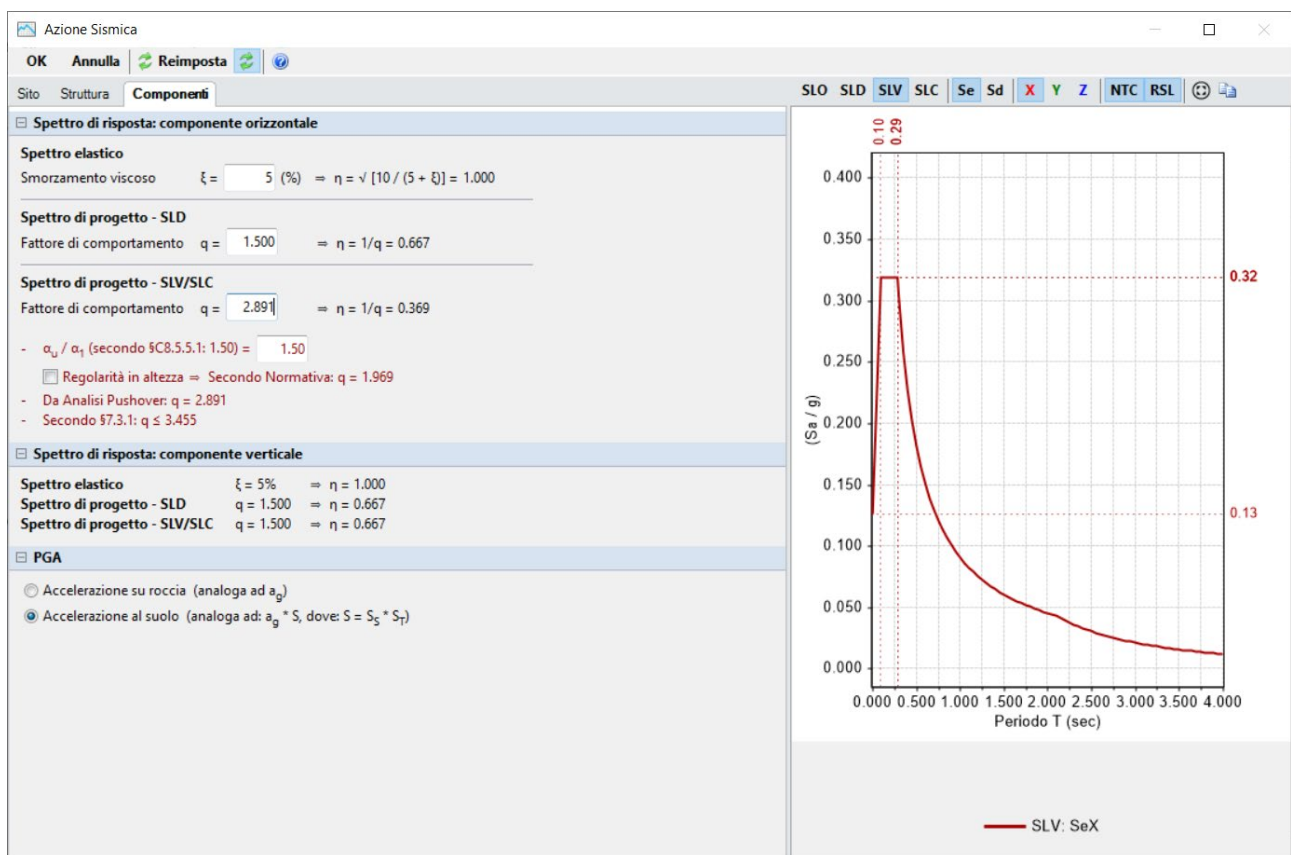 Azione Sismica
OK Annulla Reimposta
Sito Struttura Componenti
SLO SLD SLV SLC Se Sd X Y Z NTC RSL
Spettro di risposta: componente orizzontale
Spettro elastico
Smorzamento viscoso ξ = 5 (%) ⇒ η = √ [10 / (5 + ξ)] = 1.000
Spettro di progetto - SLD
Fattore di comportamento q = 1.500 ⇒ η = 1/q = 0.667
Spettro di progetto - SLV/SLC
Fattore di comportamento q = 2.891 ⇒ η = 1/q = 0.369
- αu / α1 (secondo §C8.5.5.1: 1.50) = 1.50
Regolarità in altezza ⇒ Secondo Normativa: q = 1.969
- Da Analisi Pushover: q = 2.891
- Secondo §7.3.1: q ≤ 3.455
Spettro di risposta: componente verticale
Spettro elastico ξ = 5% ⇒ η = 1.000
Spettro di progetto - SLD q = 1.500 ⇒ η = 0.667
Spettro di progetto - SLV/SLC q = 1.500 ⇒ η = 0.667
PGA
Accelerazione su roccia (analoga ad ag)
Accelerazione al suolo (analoga ad: ag * S, dove: S = SS * ST)
0.10
0.29
0.400
0.350
0.300
0.250
0.200
0.150
0.100
0.050
0.000
(Sa / g)
0.32
0.13
0.000 0.500 1.000 1.500 2.000 2.500 3.000 3.500 4.000
Periodo T (sec)
SLV: SeX